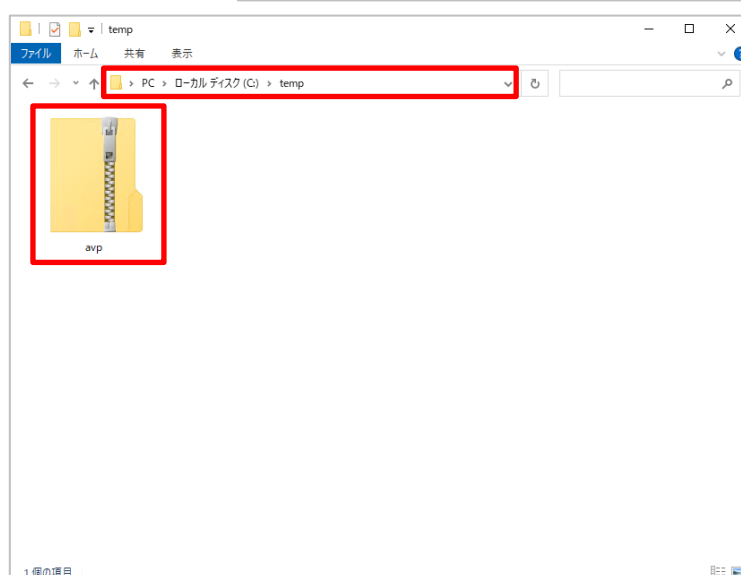 temp
ファイル ホーム 共有 表示
PC > ローカル ディスク (C:) > temp
avp
1 個の項目